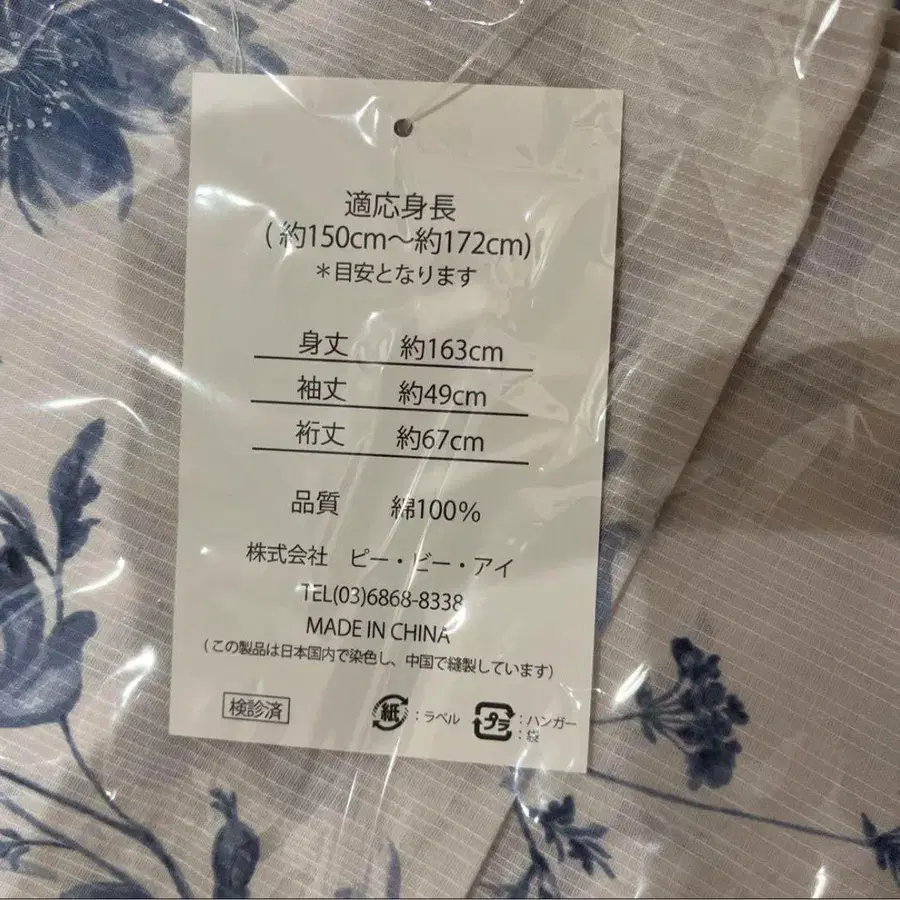 適応身長
(約150cm〜約172cm)
＊目安となります
身丈 約163cm
袖丈 約49cm
裄丈 約67cm
品質 綿100%
株式会社 ピー・ビー・アイ
TEL(03)6868-8338
MADE IN CHINA
(この製品は日本国内で染色し、中国で縫製しています)
検診済
紙:ラベル
プラ:ハンガー
:袋